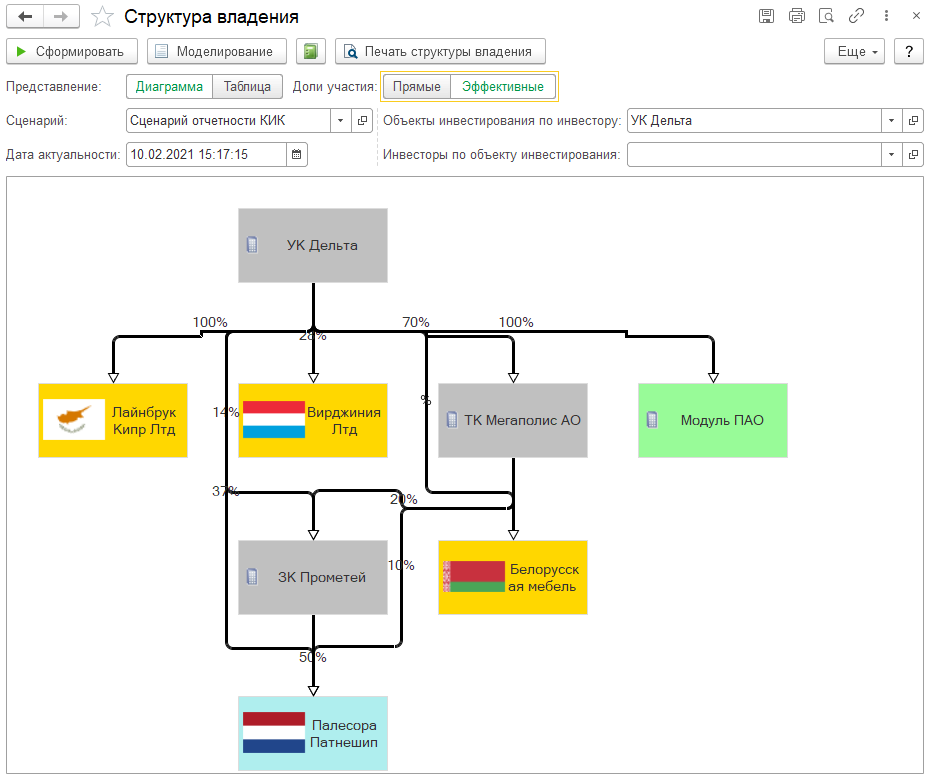 Структура владения
Сформировать Моделирование Печать структуры владения Еще ?
Представление: Диаграмма Таблица Доли участия: Прямые Эффективные
Сценарий: Сценарий отчетности КИК Объекты инвестирования по инвестору: УК Дельта
Дата актуальности: 10.02.2021 15:17:15 Инвесторы по объекту инвестирования:
УК Дельта
100% 28% 70% 100%
14% %
Лайнбрук
Кипр Лтд
Вирджиния
Лтд
ТК Мегаполис АО
Модуль ПАО
37% 20%
10%
ЗК Прометей
Белорусск
ая мебель
50%
Палесора
Патнешип